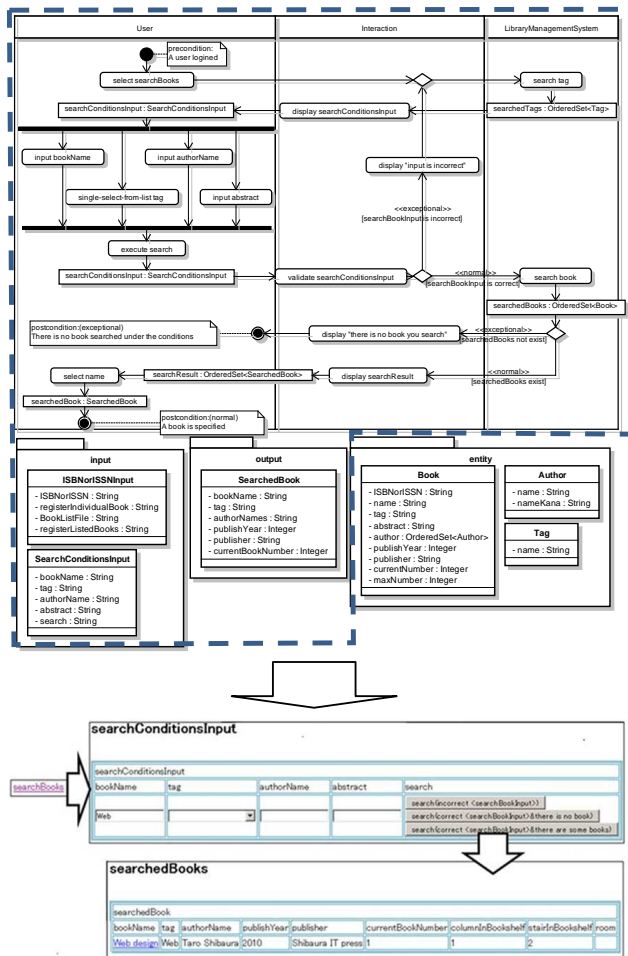 User
Interaction
LibraryManagementSystem
precondition:
A user logined
select searchBooks
search tag
searchConditionsInput : SearchConditionsInput
display searchConditionsInput
searchedTags : OrderedSet<Tag>
input bookName
input authorName
display "input is incorrect"
single-select-from-list tag
input abstract
<<exceptional>>
[searchBookInput is incorrect]
execute search
searchConditionsInput : SearchConditionsInput
validate searchConditionsInput
<<normal>>
[searchBookInput is correct]
search book
searchedBooks : OrderedSet<Book>
postcondition:(exceptional)
There is no book searched under the conditions
display "there is no book you search"
<<exceptional>>
[searchedBooks not exist]
select name
searchResult : OrderedSet<SearchedBook>
display searchResult
<<normal>>
[searchedBooks exist]
searchedBook : SearchedBook
postcondition:(normal)
A book is specified
input
ISBNorISSNInput
- ISBNorISSN : String
- registerIndividualBook : String
- BookListFile : String
- registerListedBooks : String
SearchConditionsInput
- bookName : String
- tag : String
- authorName : String
- abstract : String
- search : String
output
SearchedBook
- bookName : String
- tag : String
- authorNames : String
- publishYear : Integer
- publisher : String
- currentBookNumber : Integer
entity
Book
- ISBNorISSN : String
- name : String
- tag : String
- abstract : String
- author : OrderedSet<Author>
- publishYear : Integer
- publisher : String
- currentNumber : Integer
- maxNumber : Integer
Author
- name : String
- nameKana : String
Tag
- name : String
searchConditionsInput
searchBooks
searchConditionsInput
bookName tag authorName abstract search
search(incorrect <searchBookInput>)
Web
search(correct <searchBookInput>&there is no book)
search(correct <searchBookInput>&there are some books)
searchedBooks
searchedBook
bookName tag authorName publishYear publisher currentBookNumber columnInBookshelf stairInBookshelf room
Web design Web Taro Shibaura 2010 Shibaura IT press 1 1 2